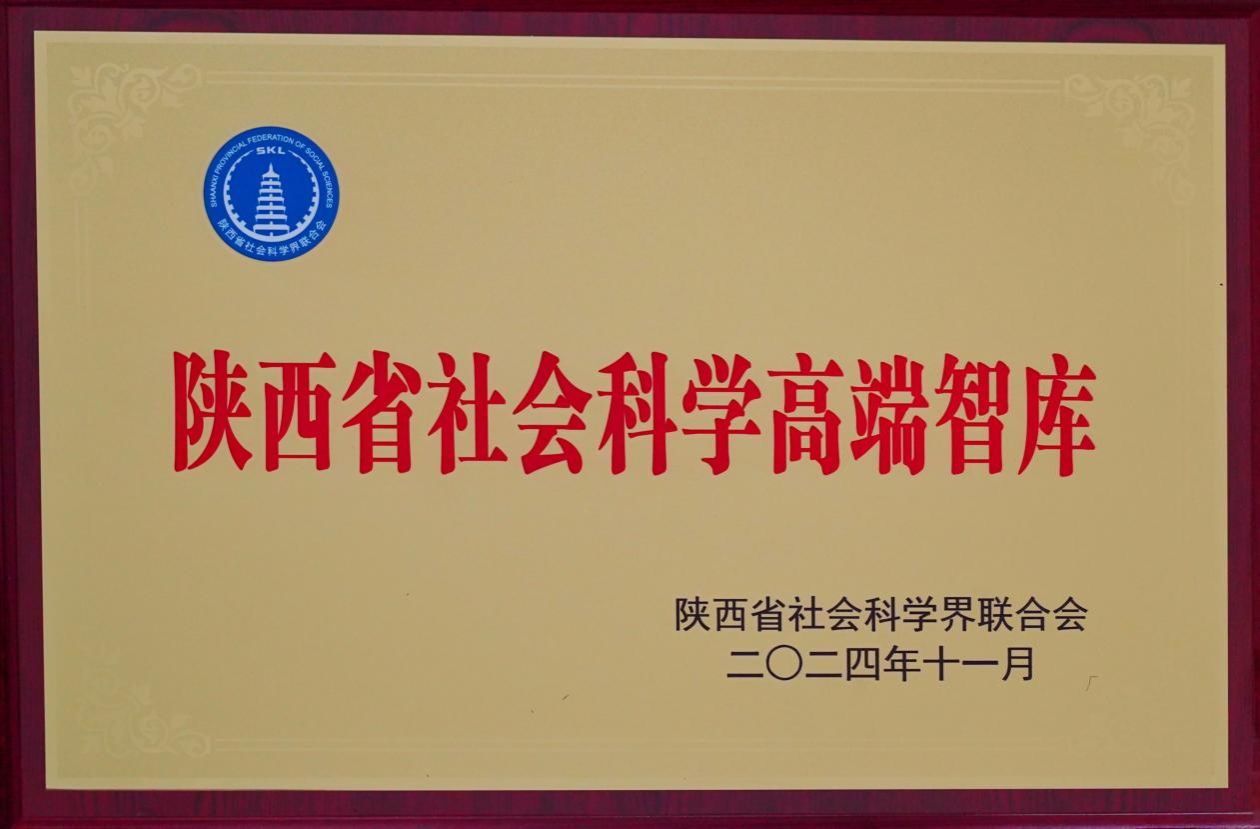 SHAANXI PROVINCIAL FEDERATION OF SOCIAL SCIENCES
SKL
陕西省社会科学界联合会
陕西省社会科学高端智库
陕西省社会科学界联合会
二〇二四年十一月